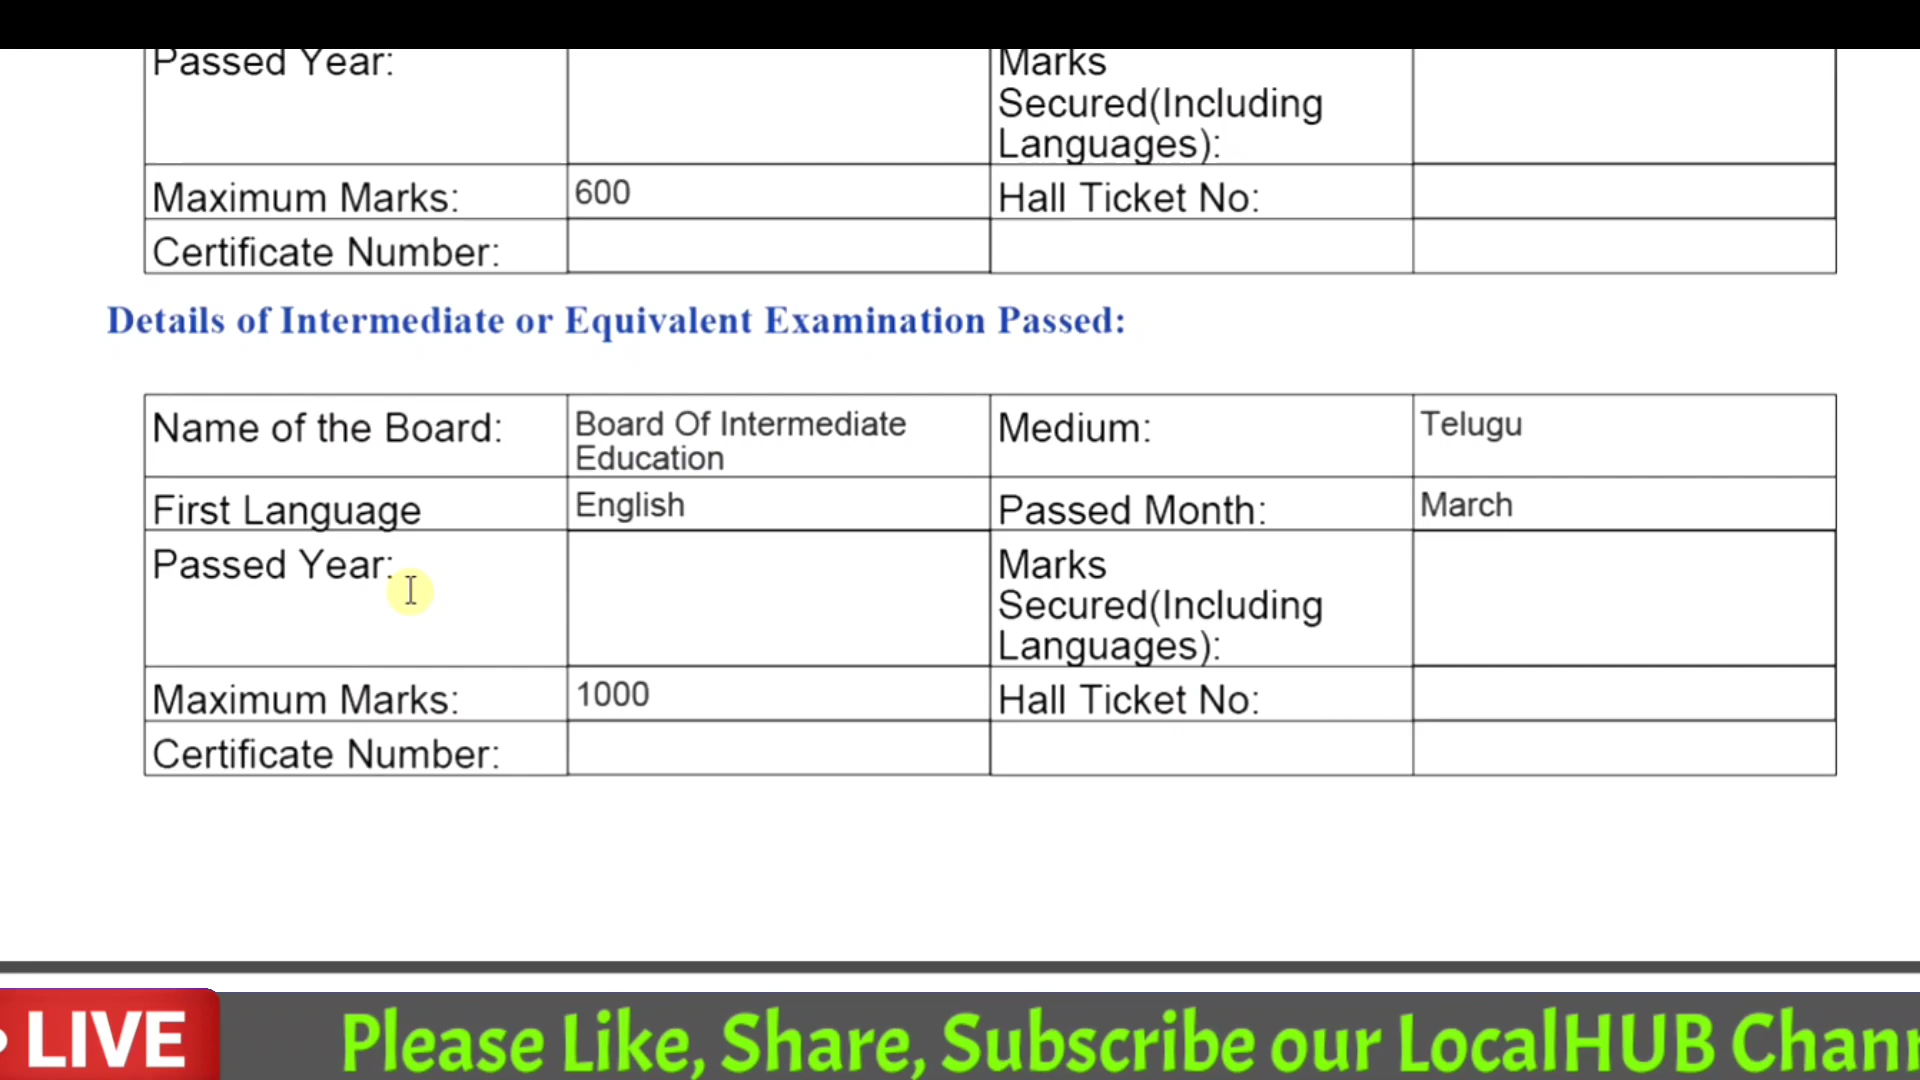 Passed Year:
Marks
Secured(Including
Languages):
Maximum Marks:
600
Hall Ticket No:
Certificate Number:
Details of Intermediate or Equivalent Examination Passed:
Name of the Board:
Board Of Intermediate
Education
Medium:
Telugu
First Language
English
Passed Month:
March
Passed Year:
Marks
Secured(Including
Languages):
Maximum Marks:
1000
Hall Ticket No:
Certificate Number:
LIVE
Please Like, Share, Subscribe our LocalHUB Chan